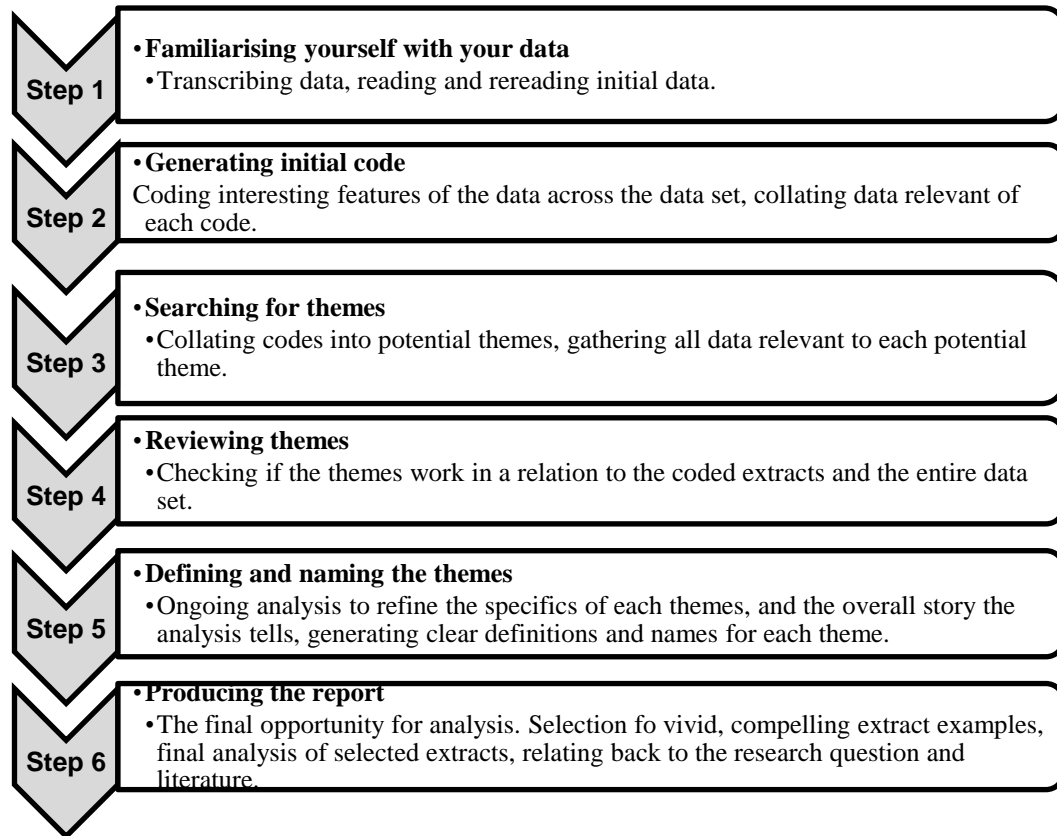 Step 1
•Familiarising yourself with your data
•Transcribing data, reading and rereading initial data.
Step 2
•Generating initial code
Coding interesting features of the data across the data set, collating data relevant of
each code.
Step 3
•Searching for themes
•Collating codes into potential themes, gathering all data relevant to each potential
theme.
Step 4
•Reviewing themes
•Checking if the themes work in a relation to the coded extracts and the entire data
set.
Step 5
•Defining and naming the themes
•Ongoing analysis to refine the specifics of each themes, and the overall story the
analysis tells, generating clear definitions and names for each theme.
Step 6
•Producing the report
•The final opportunity for analysis. Selection fo vivid, compelling extract examples,
final analysis of selected extracts, relating back to the research question and
literature.